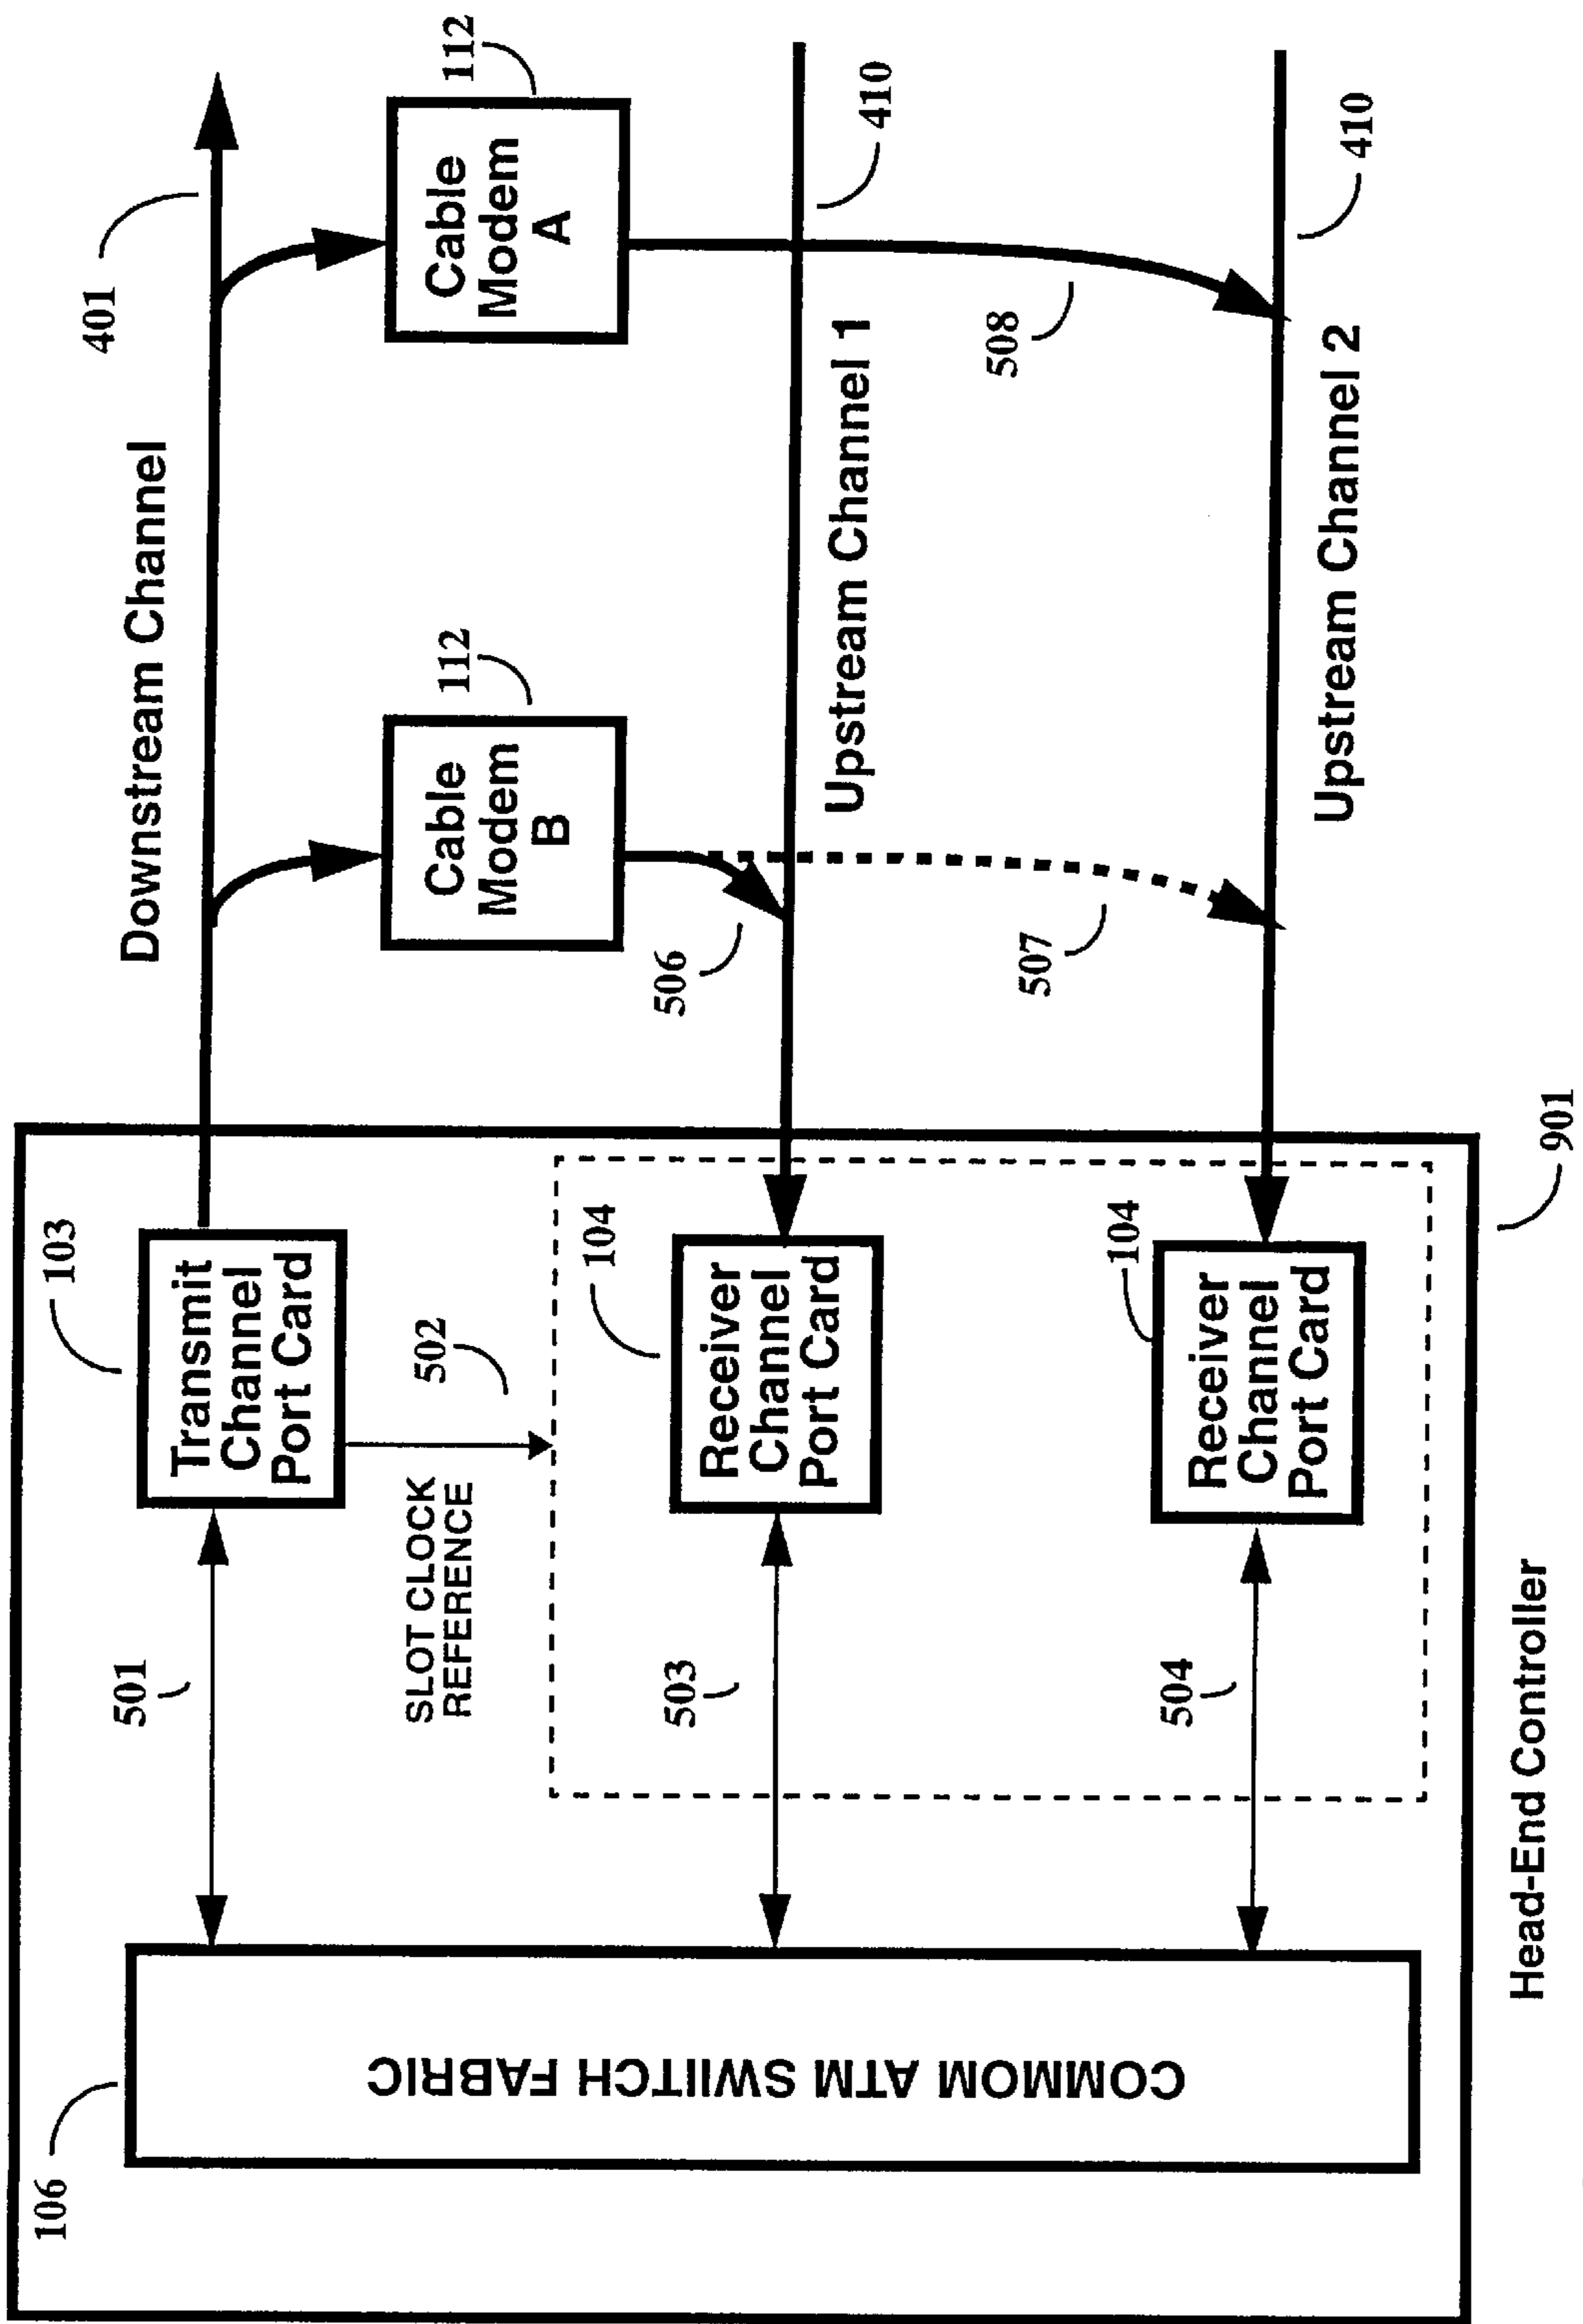 106
COMMOM ATM SWIITCH FABRIC
501
103
Transmit
Channel
Port Card
SLOT CLOCK
REFERENCE
502
503
104
Receiver
Channel
Port Card
504
104
Receiver
Channel
Port Card
Head-End Controller
901
Downstream Channel
401
Cable
Modem
B
112
Cable
Modem
A
112
506
Upstream Channel 1
410
507
508
Upstream Channel 2
410